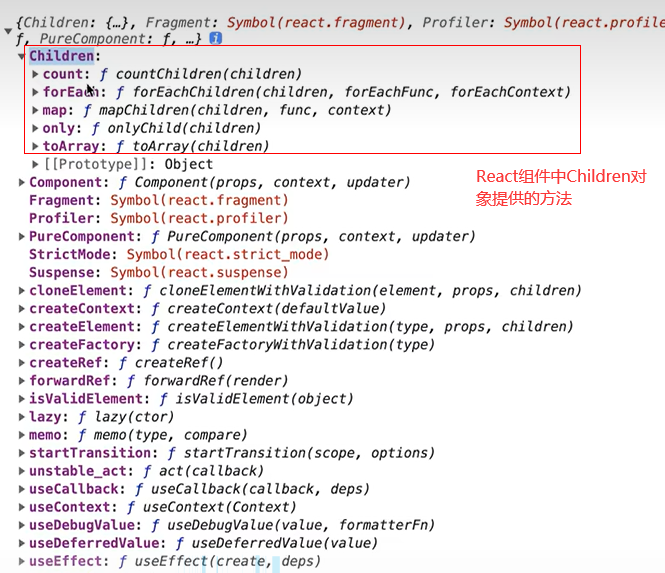 {Children: {…}, Fragment: Symbol(react.fragment), Profiler: Symbol(react.profile
ƒ, PureComponent: ƒ, …} i
Children:
count: ƒ countChildren(children)
forEach: ƒ forEachChildren(children, forEachFunc, forEachContext)
map: ƒ mapChildren(children, func, context)
only: ƒ onlyChild(children)
toArray: ƒ toArray(children)
[[Prototype]]: Object
React组件中Children对
象提供的方法
Component: ƒ Component(props, context, updater)
Fragment: Symbol(react.fragment)
Profiler: Symbol(react.profiler)
PureComponent: ƒ PureComponent(props, context, updater)
StrictMode: Symbol(react.strict_mode)
Suspense: Symbol(react.suspense)
cloneElement: ƒ cloneElementWithValidation(element, props, children)
createContext: ƒ createContext(defaultValue)
createElement: ƒ createElementWithValidation(type, props, children)
createFactory: ƒ createFactoryWithValidation(type)
createRef: ƒ createRef()
forwardRef: ƒ forwardRef(render)
isValidElement: ƒ isValidElement(object)
lazy: ƒ lazy(ctor)
memo: ƒ memo(type, compare)
startTransition: ƒ startTransition(scope, options)
unstable_act: ƒ act(callback)
useCallback: ƒ useCallback(callback, deps)
useContext: ƒ useContext(Context)
useDebugValue: ƒ useDebugValue(value, formatterFn)
useDeferredValue: ƒ useDeferredValue(value)
useEffect: ƒ useEffect(create, deps)